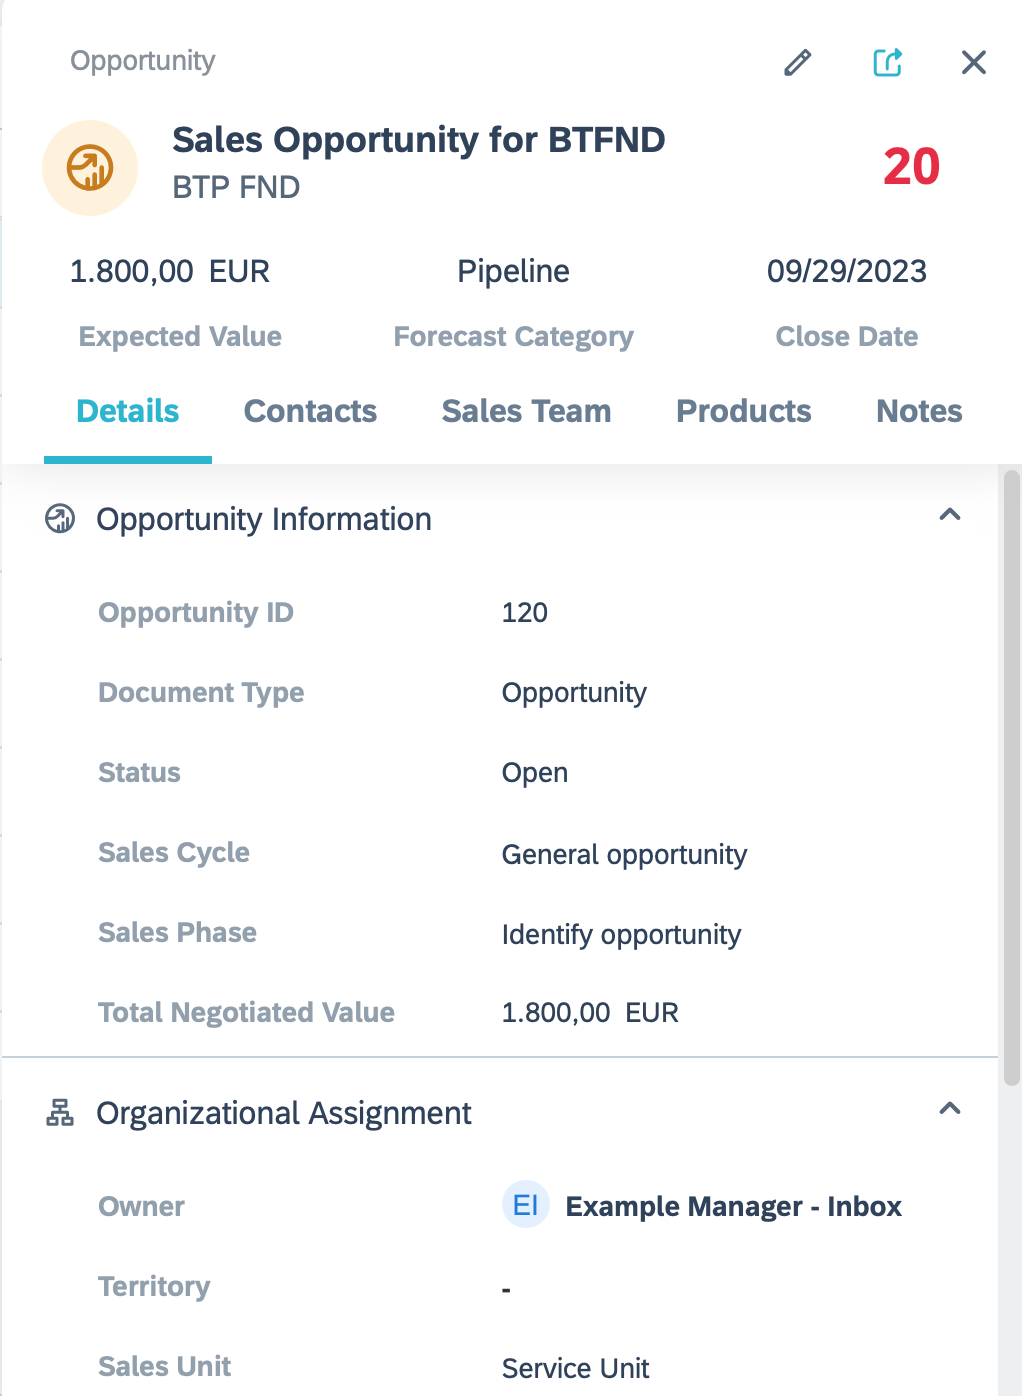 Opportunity
Sales Opportunity for BTFND
BTP FND
20
1.800,00 EUR Pipeline 09/29/2023
Expected Value Forecast Category Close Date
Details Contacts Sales Team Products Notes
Opportunity Information
Opportunity ID 120
Document Type Opportunity
Status Open
Sales Cycle General opportunity
Sales Phase Identify opportunity
Total Negotiated Value 1.800,00 EUR
Organizational Assignment
Owner EI Example Manager - Inbox
Territory -
Sales Unit Service Unit